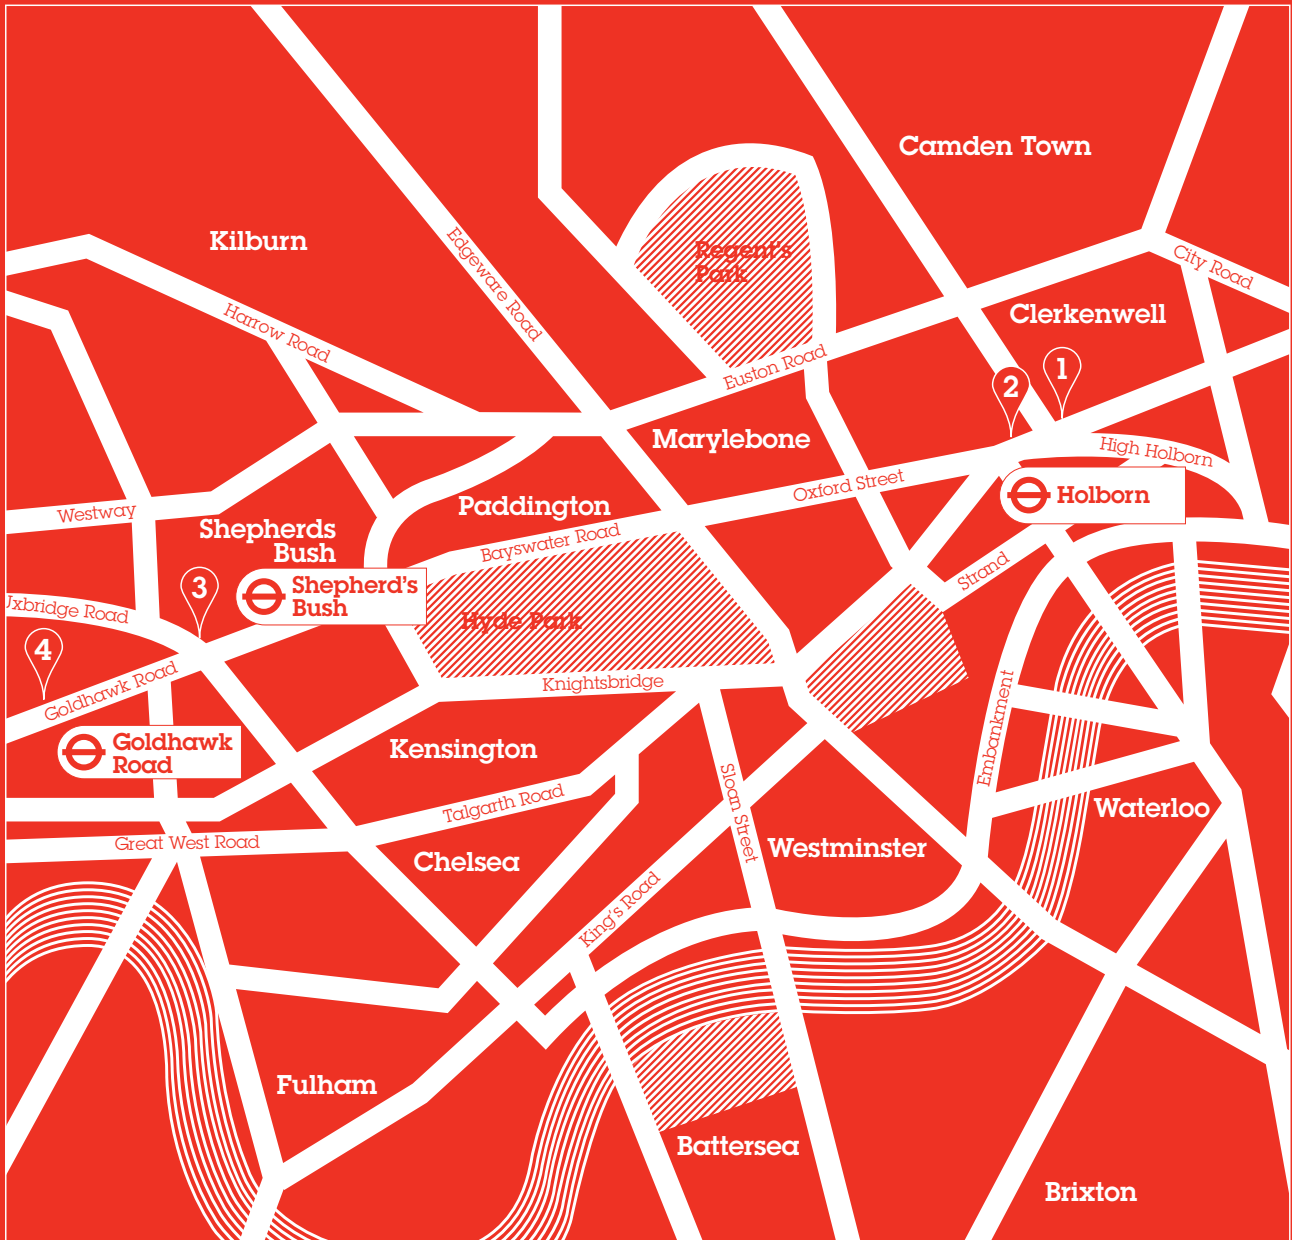 Camden Town
Kilburn
Edgeware Road
Regent's
Park
City Road
Harrow Road
Clerkenwell
Euston Road
1
2
Marylebone
High Holborn
Oxford Street
Holborn
Westway
Paddington
Shepherds
Bush
Bayswater Road
Strand
3
Shepherd's
Bush
Uxbridge Road
Hyde Park
4
Goldhawk Road
Knightsbridge
Embankment
Goldhawk
Road
Kensington
Sloan Street
Talgarth Road
Waterloo
Great West Road
Chelsea
Westminster
King's Road
Fulham
Battersea
Brixton